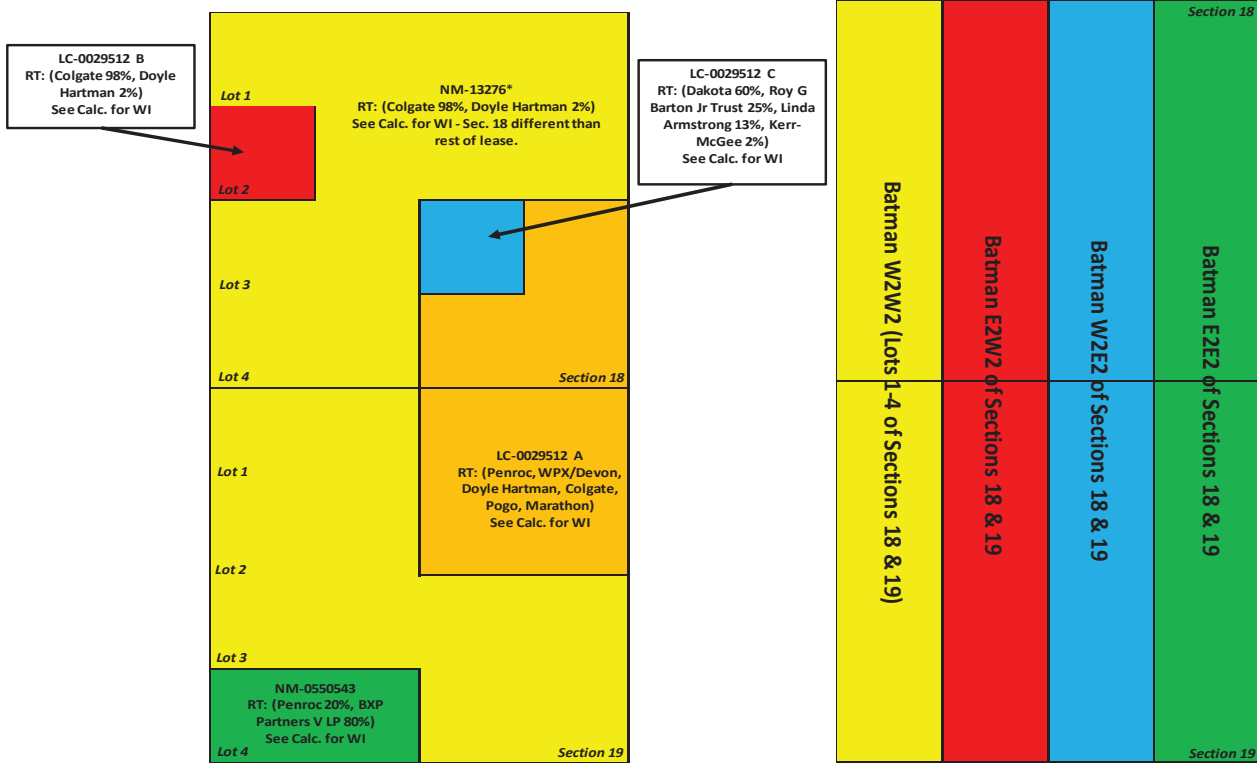 LC-0029512 B
RT: (Colgate 98%, Doyle
Hartman 2%)
See Calc. for WI
Lot 1
NM-13276*
RT: (Colgate 98%, Doyle Hartman 2%)
See Calc. for WI - Sec. 18 different than
rest of lease.
LC-0029512 C
RT: (Dakota 60%, Roy G
Barton Jr Trust 25%, Linda
Armstrong 13%, Kerr-
McGee 2%)
See Calc. for WI
Lot 2
Lot 3
Lot 4
Section 18
Lot 1
LC-0029512 A
RT: (Penroc, WPX/Devon,
Doyle Hartman, Colgate,
Pogo, Marathon)
See Calc. for WI
Lot 2
Lot 3
NM-0550543
RT: (Penroc 20%, BXP
Partners V LP 80%)
See Calc. for WI
Lot 4
Section 19
Section 18
Batman W2W2 (Lots 1-4 of Sections 18 & 19)
Batman E2W2 of Sections 18 & 19
Batman W2E2 of Sections 18 & 19
Batman E2E2 of Sections 18 & 19
Section 19